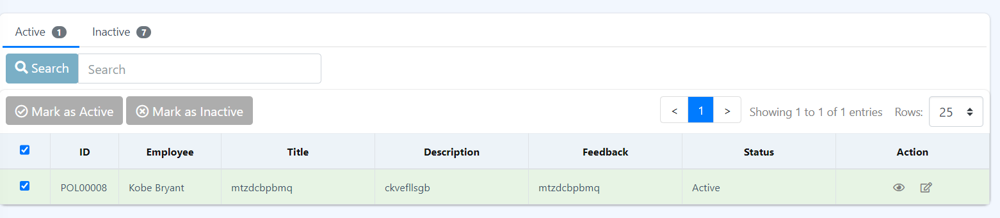 Active 1 Inactive 7
Search Search
Mark as Active Mark as Inactive < 1 > Showing 1 to 1 of 1 entries Rows: 25
ID Employee Title Description Feedback Status Action
POL00008 Kobe Bryant mtzdcbpbmq ckvefllsgb mtzdcbpbmq Active